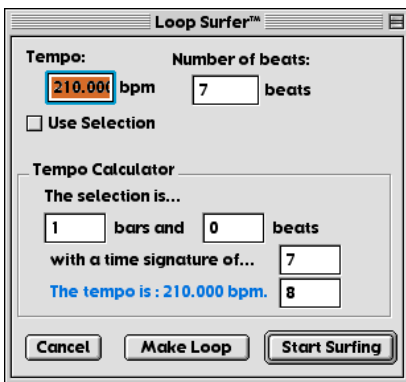 Loop Surfer™
Tempo: Number of beats:
210.000 bpm 7 beats
Use Selection
Tempo Calculator
The selection is...
1 bars and 0 beats
with a time signature of... 7
The tempo is : 210.000 bpm. 8
Cancel Make Loop Start Surfing